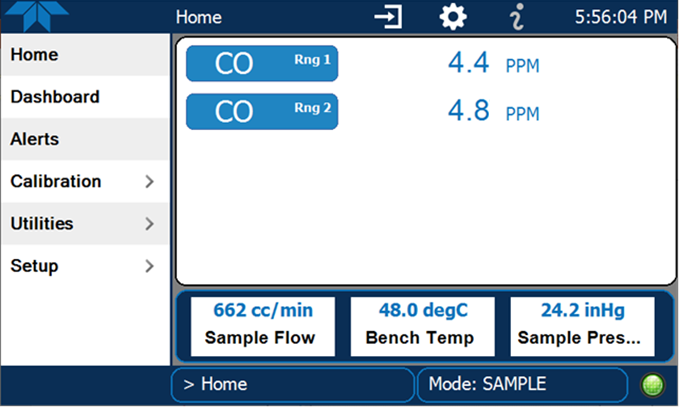 Home
5:56:04 PM
Home
Dashboard
Alerts
Calibration
Utilities
Setup
CO Rng 1 4.4 PPM
CO Rng 2 4.8 PPM
662 cc/min
Sample Flow
48.0 degC
Bench Temp
24.2 inHg
Sample Pres...
> Home
Mode: SAMPLE